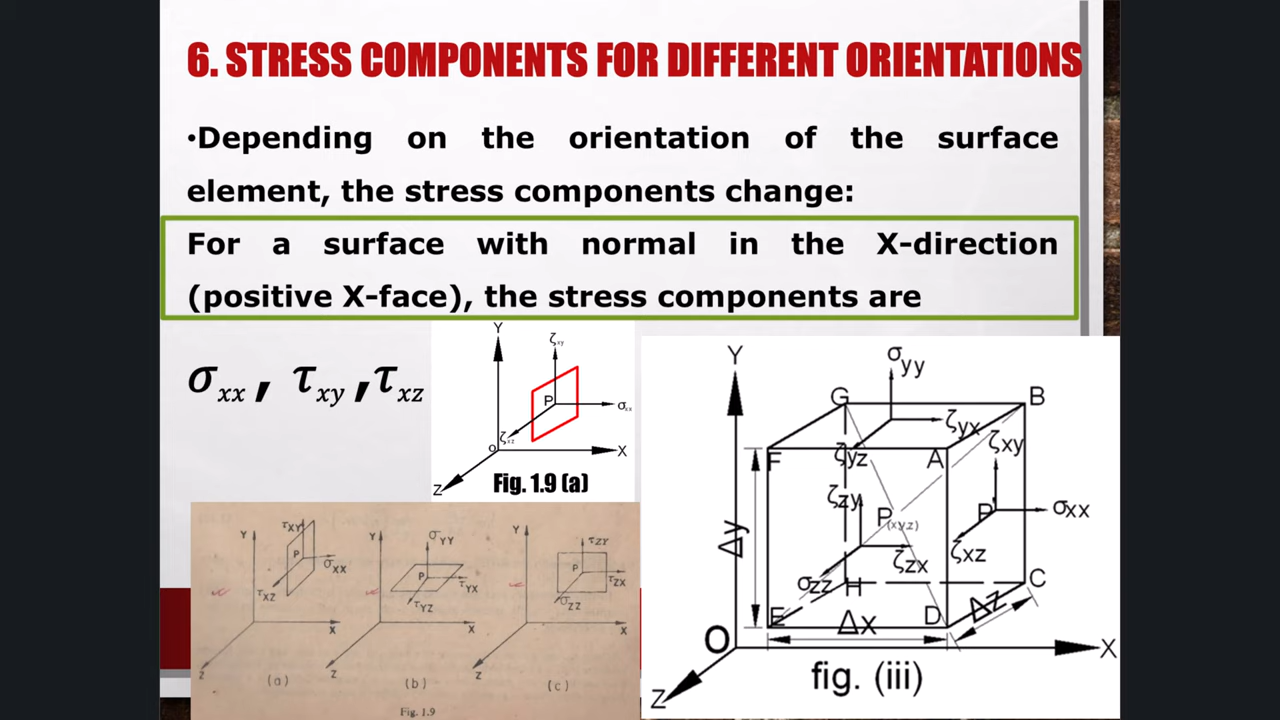 6. STRESS COMPONENTS FOR DIFFERENT ORIENTATIONS
•Depending on the orientation of the surface
element, the stress components change:
For a surface with normal in the X-direction
(positive X-face), the stress components are
σxx , τxy ,τxz
Y
ζxy
P
σxx
ζxz
O
X
Z
Fig. 1.9 (a)
Y
σyy
G
B
ζyx
ζxy
F
ζyz
A
ζzy
P(x,y,z)
P
σxx
Δy
ζzx
ζxz
σzz
H
C
E
Δx
D
Δz
O
X
Z
fig. (iii)
Y
τXY
P
σXX
τXZ
X
Z
(a)
Y
σYY
P
τYX
τYZ
X
Z
(b)
Y
τZY
P
τZX
σZZ
X
Z
(c)
Fig. 1.9